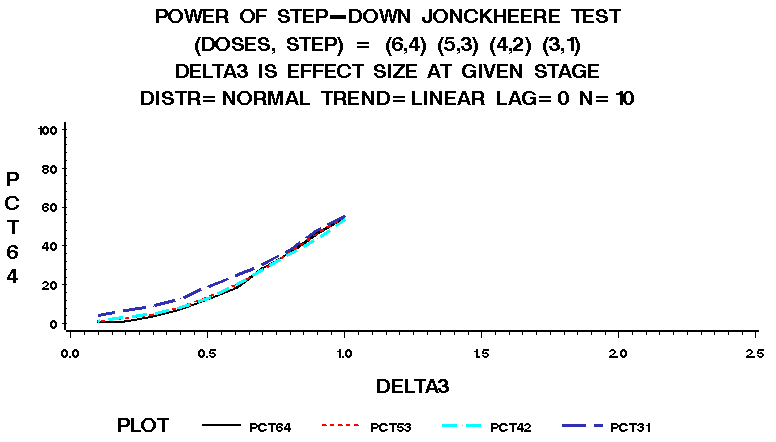 POWER OF STEP-DOWN JONCKHEERE TEST
(DOSES, STEP) = (6,4) (5,3) (4,2) (3,1)
DELTA3 IS EFFECT SIZE AT GIVEN STAGE
DISTR= NORMAL TREND= LINEAR LAG= 0 N= 10
PCT64
100
80
60
40
20
0
0.0 0.5 1.0 1.5 2.0 2.5
DELTA3
PLOT PCT64 PCT53 PCT42 PCT31